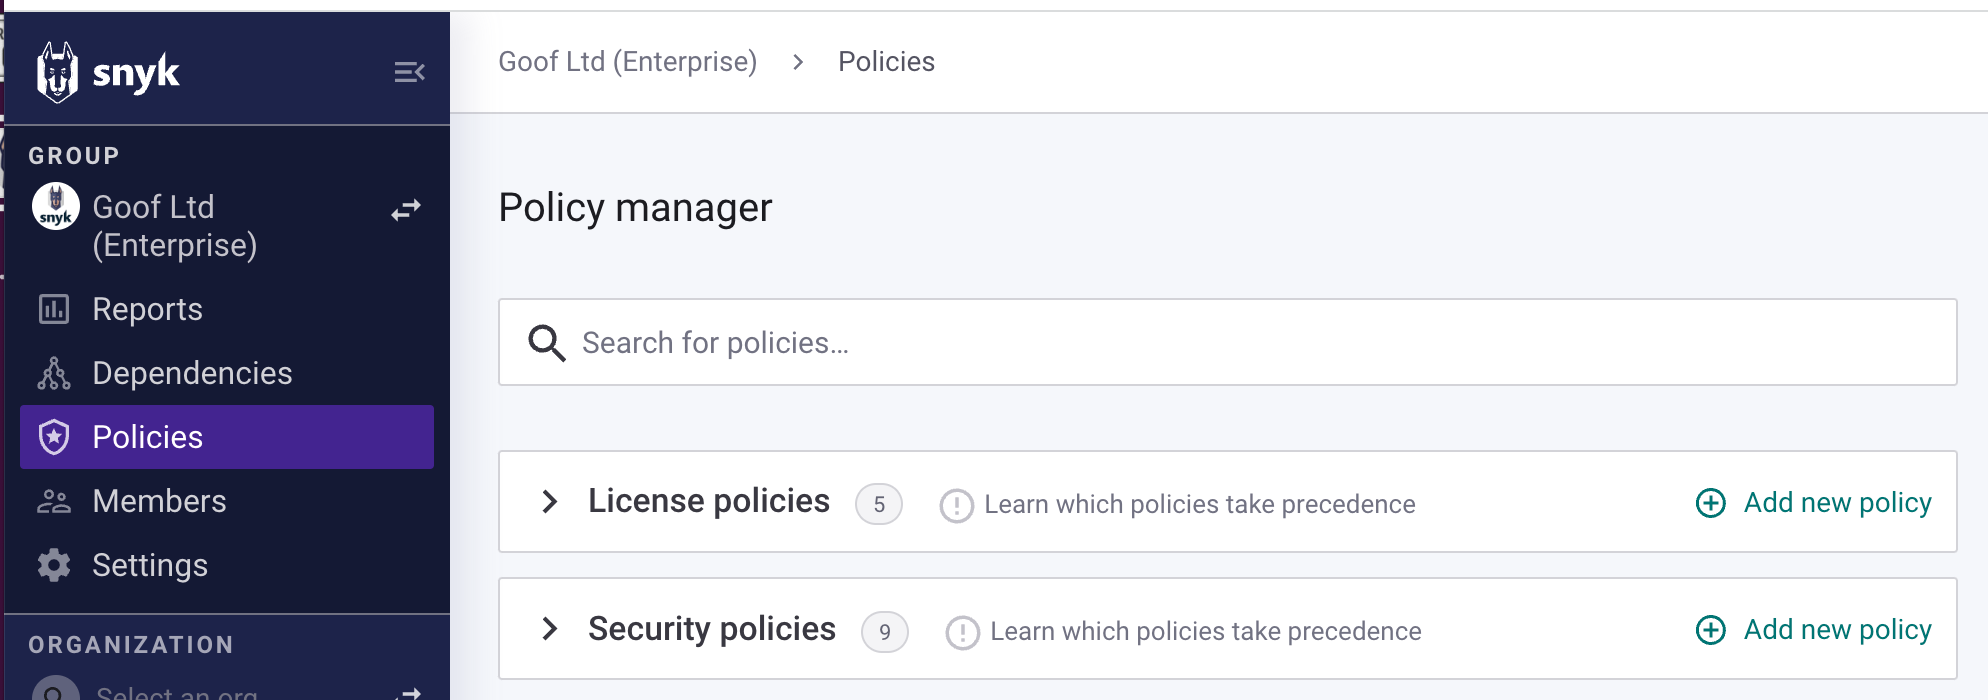 snyk
GROUP
snyk
Goof Ltd
(Enterprise)
Reports
Dependencies
Policies
Members
Settings
ORGANIZATION
Select an org
Goof Ltd (Enterprise) > Policies
Policy manager
Search for policies...
License policies 5 Learn which policies take precedence Add new policy
Security policies 9 Learn which policies take precedence Add new policy